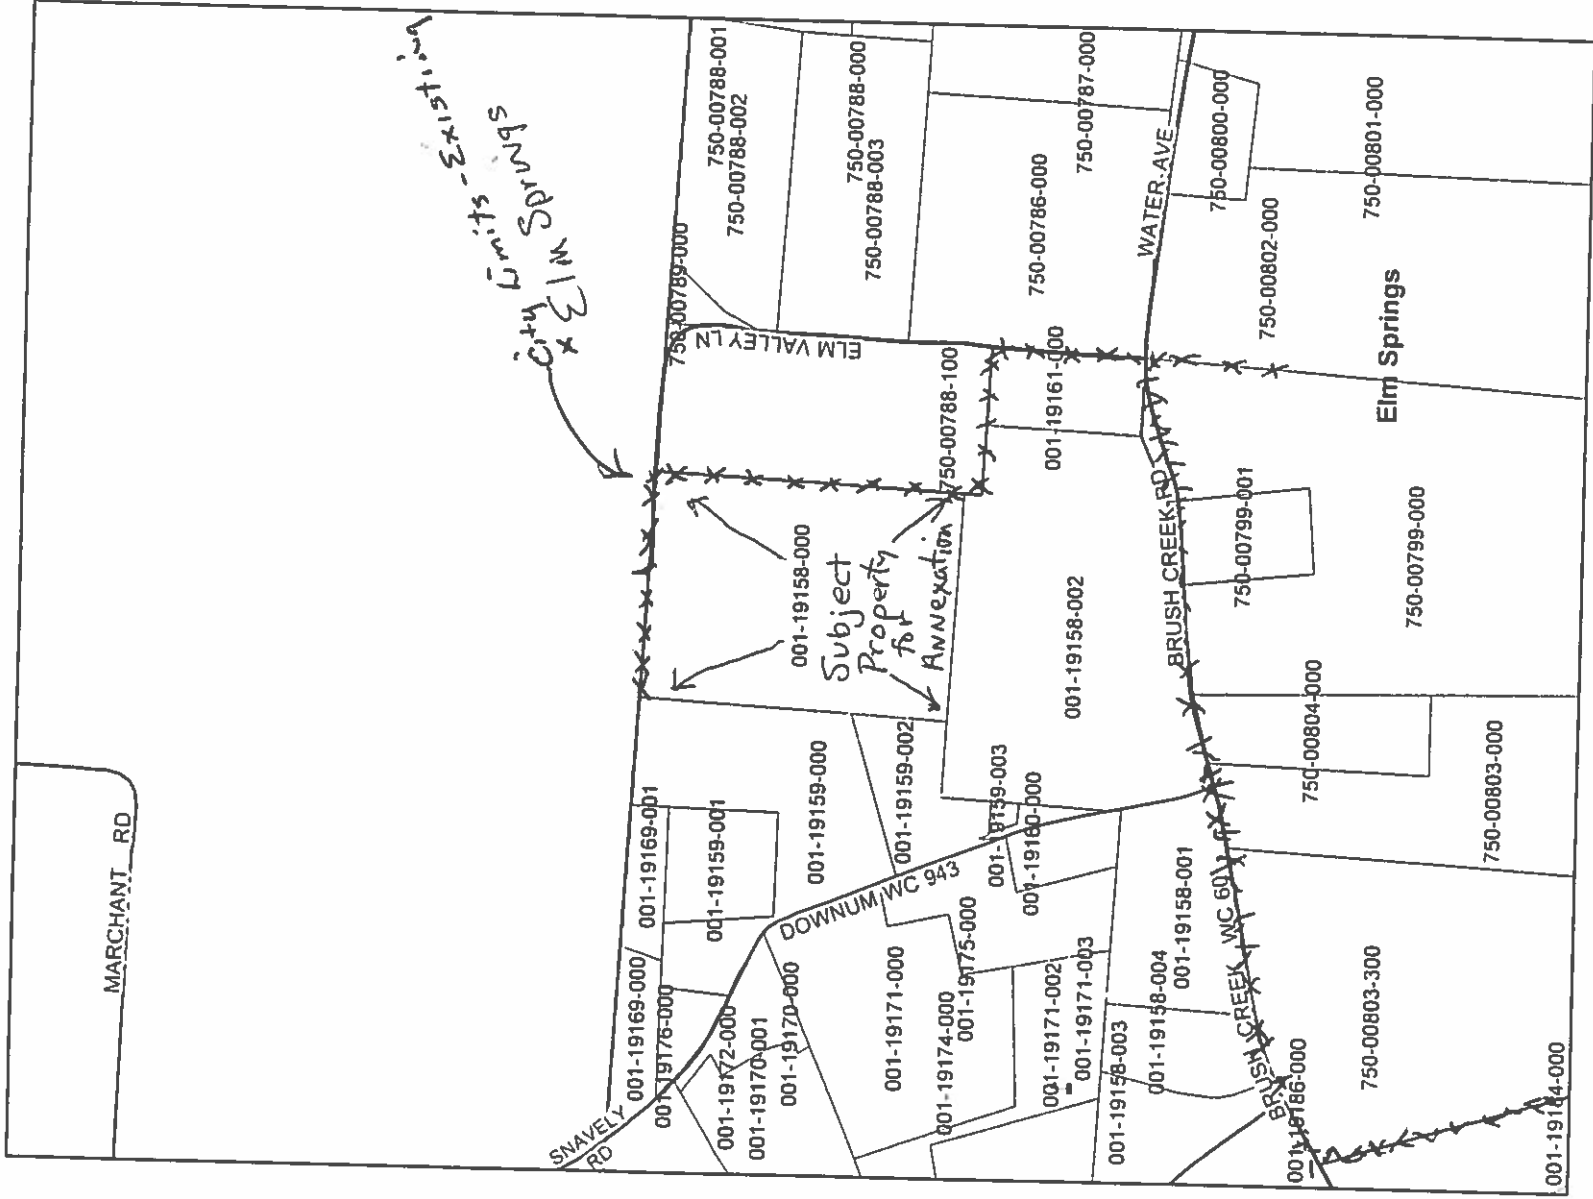 City Limits - Existing
x Elm Springs
MARCHANT RD
SNAVELY RD
750-00788-001
750-00788-002
750-00789-000
750-00788-000
750-00788-003
750-00787-000
750-00786-000
ELM VALLEY LN
WATER AVE
750-00800-000
750-00801-000
750-00802-000
Elm Springs
750-00788-100
001-19161-000
001-19158-000
Subject
Property
for
Annexation
001-19158-002
BRUSH CREEK RD
750-00799-001
750-00799-000
750-00804-000
750-00803-000
001-19169-001
001-19159-001
001-19159-000
001-19159-002
001-19159-003
001-19160-000
DOWNUM WC 943
001-19169-000
001-19176-000
001-19172-000
001-19170-001
001-19170-000
001-19171-000
001-19175-000
001-19174-000
001-19171-002
001-19171-003
001-19158-001
001-19158-004
001-19158-003
BRUSH CREEK WC 60
001-19186-000
750-00803-300
001-19184-000